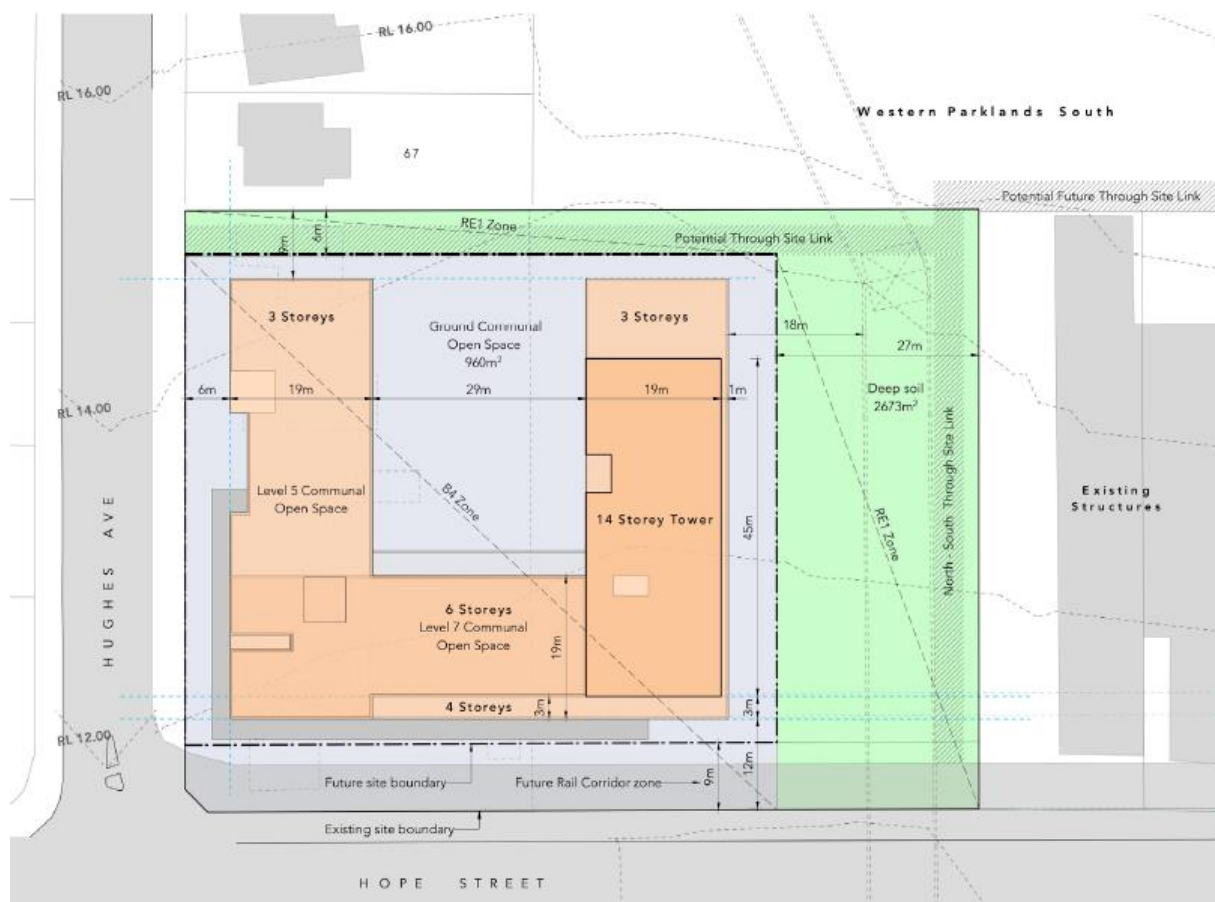 RL 16.00
RL 16.00
Western Parklands South
67
Potential Future Through Site Link
RE1 Zone
Potential Through Site Link
9m
6m
3 Storeys
Ground Communal
Open Space
960m²
3 Storeys
18m
27m
6m
19m
29m
19m
1m
Deep soil
2673m²
RL 14.00
Level 5 Communal
Open Space
B4 Zone
14 Storey Tower
45m
RE1 Zone
North - South Through Site Link
Existing
Structures
HUGHES AVE
6 Storeys
Level 7 Communal
Open Space
19m
4 Storeys
3m
3m
RL 12.00
Future site boundary
Future Rail Corridor zone
9m
12m
Existing site boundary
HOPE STREET